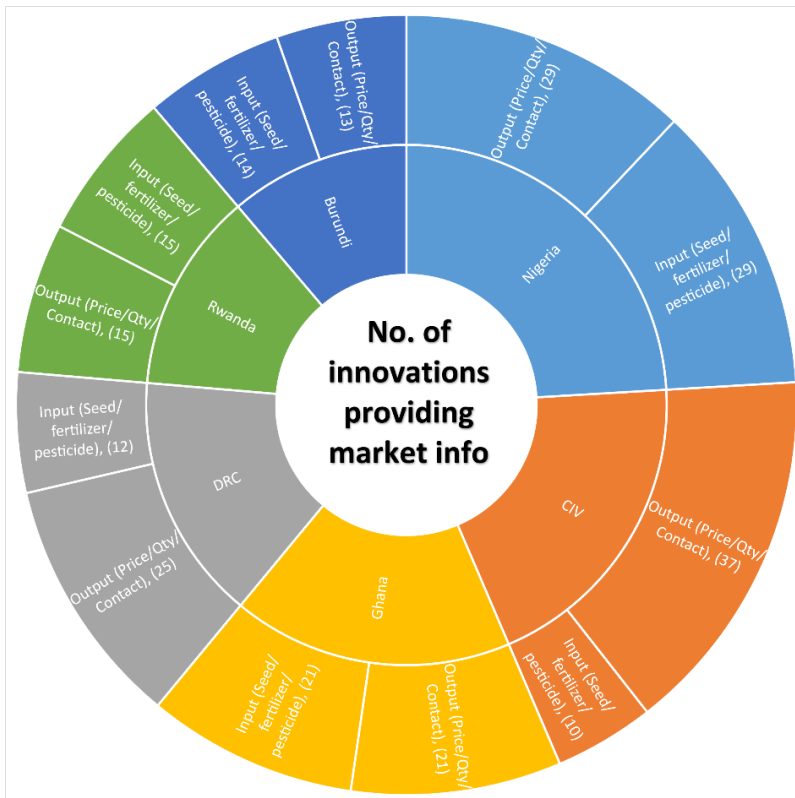 No. of
innovations
providing
market info
Nigeria
Output (Price/Qty/
Contact), (29)
Input (Seed/
fertilizer/
pesticide), (29)
CIV
Output (Price/Qty/
Contact), (37)
Input (Seed/
fertilizer/
pesticide), (10)
Ghana
Output (Price/Qty/
Contact), (21)
Input (Seed/
fertilizer/
pesticide), (21)
DRC
Output (Price/Qty/
Contact), (25)
Input (Seed/
fertilizer/
pesticide), (12)
Rwanda
Output (Price/Qty/
Contact), (15)
Input (Seed/
fertilizer/
pesticide), (15)
Burundi
Input (Seed/
fertilizer/
pesticide), (14)
Output (Price/Qty/
Contact), (13)